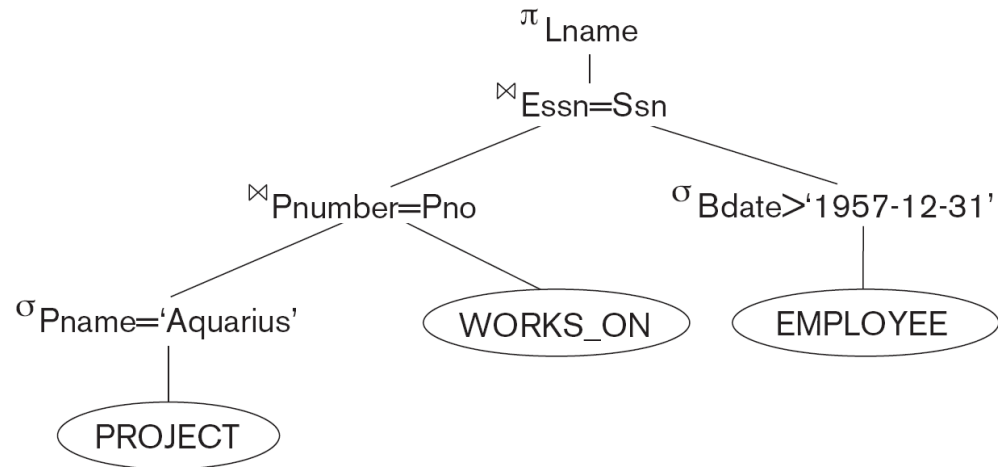 π Lname
⋈ Essn=Ssn
⋈ Pnumber=Pno
σ Bdate>‘1957-12-31’
σ Pname=‘Aquarius’
WORKS_ON
EMPLOYEE
PROJECT